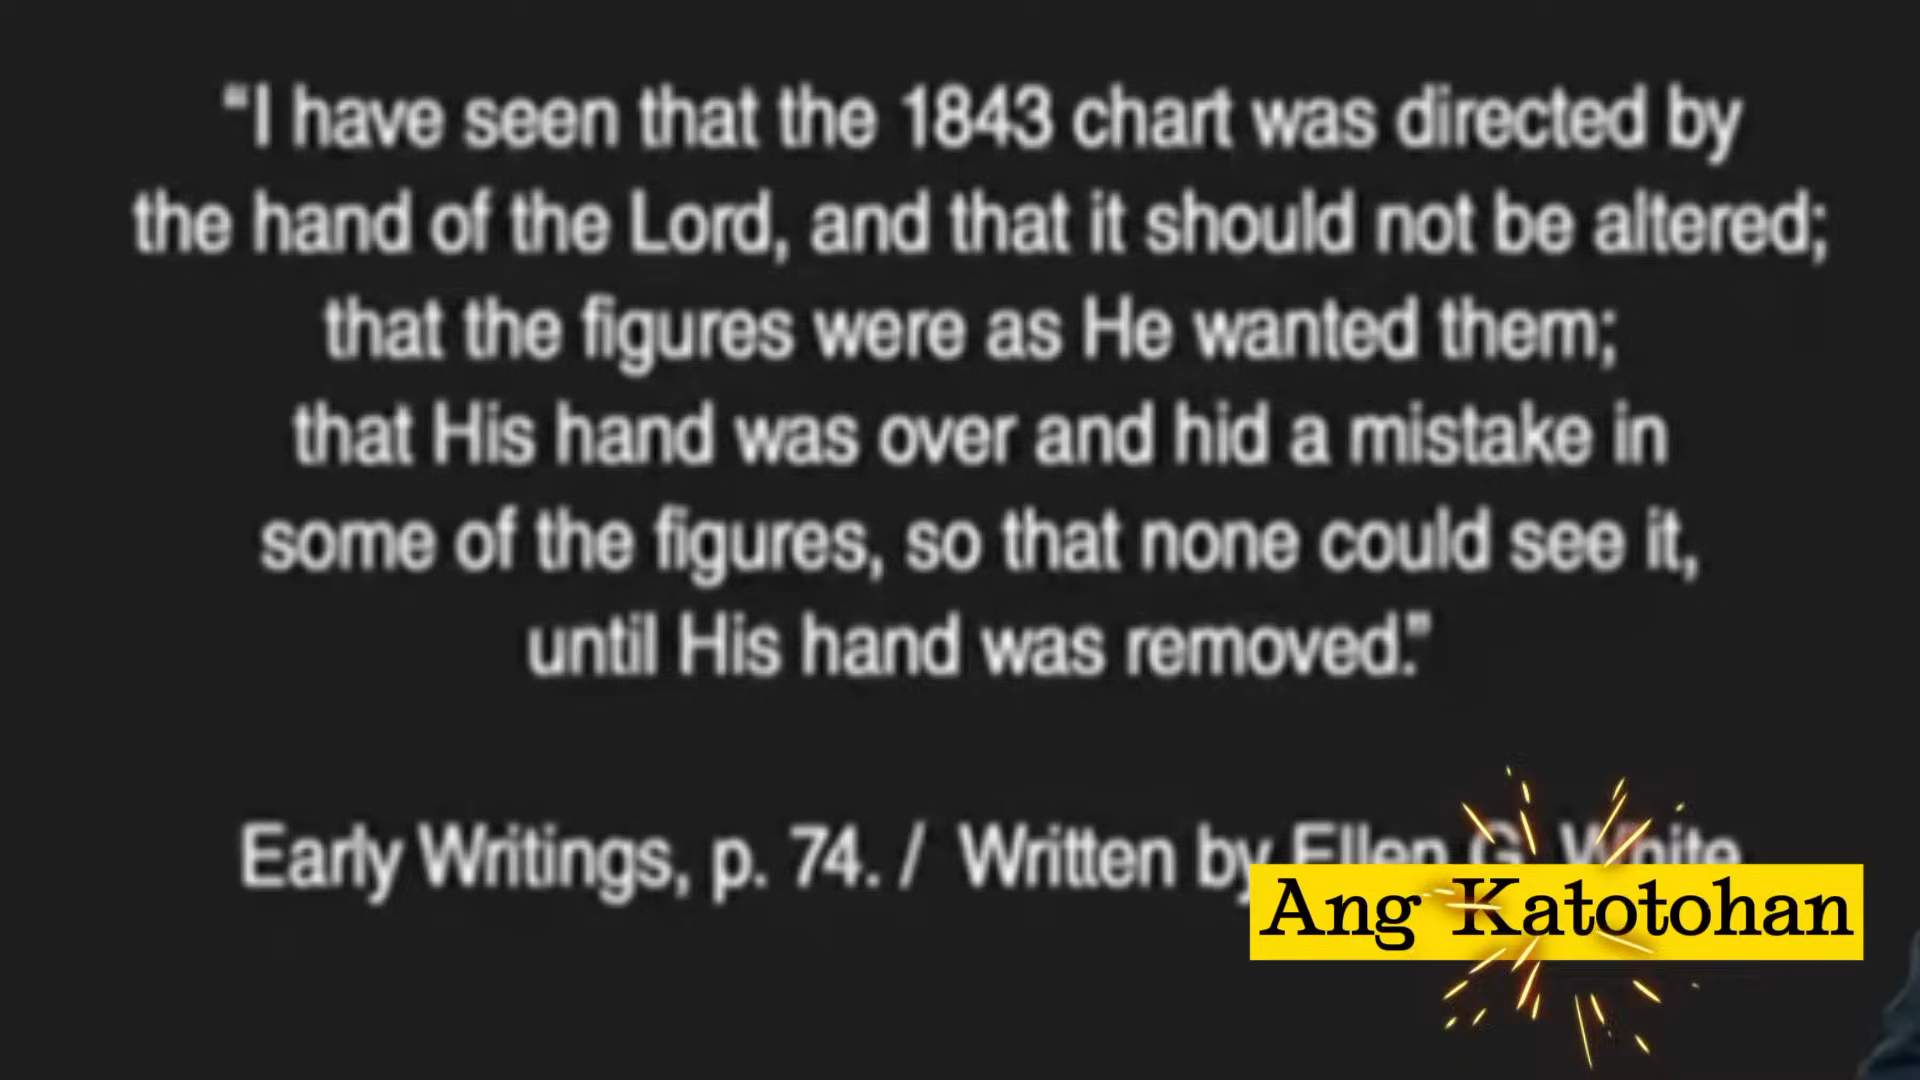 “I have seen that the 1843 chart was directed by
the hand of the Lord, and that it should not be altered;
that the figures were as He wanted them;
that His hand was over and hid a mistake in
some of the figures, so that none could see it,
until His hand was removed.”
Early Writings, p. 74. / Written by Ellen G. White
Ang Katotohan